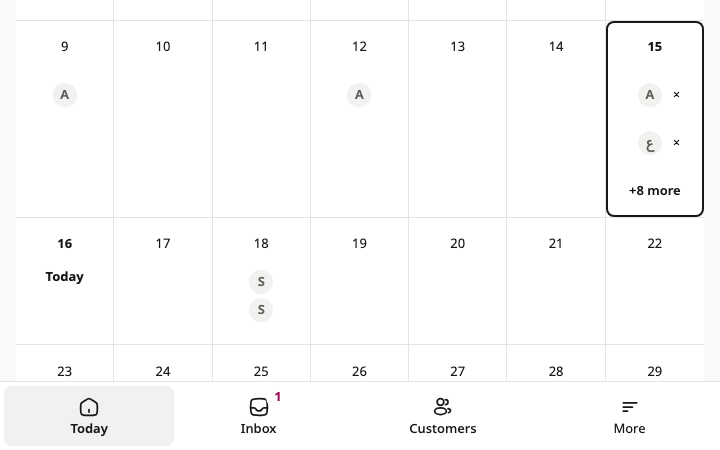 9 10 11 12 13 14 15
A A A ×
ع ×
+8 more
16 17 18 19 20 21 22
Today S
S
23 24 25 26 27 28 29
1
Today Inbox Customers More